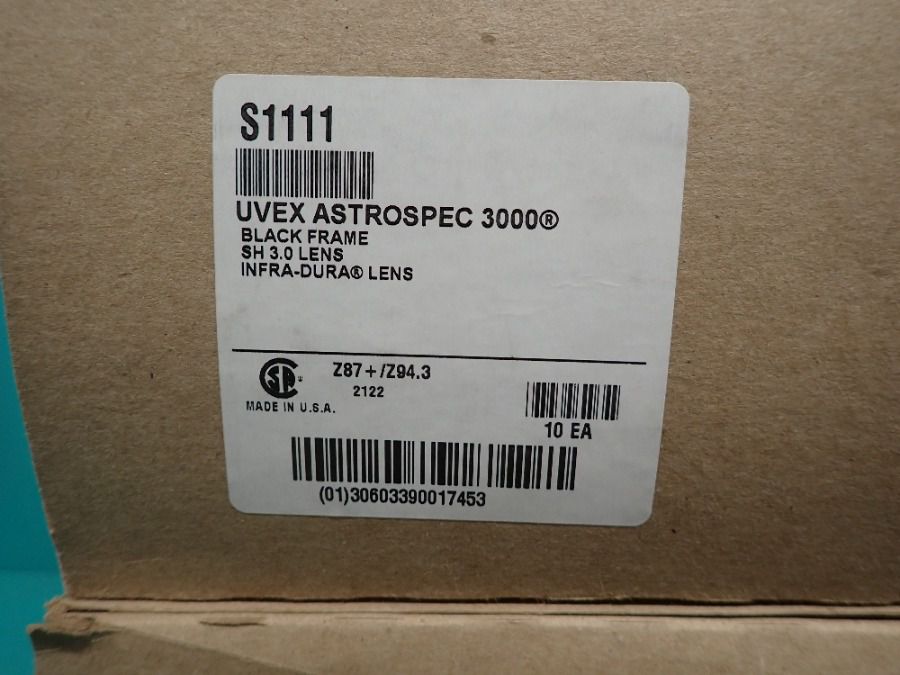 S1111
UVEX ASTROSPEC 3000®
BLACK FRAME
SH 3.0 LENS
INFRA-DURA® LENS
SA
Z87+/Z94.3
2122
MADE IN U.S.A.
10 EA
(01)30603390017453